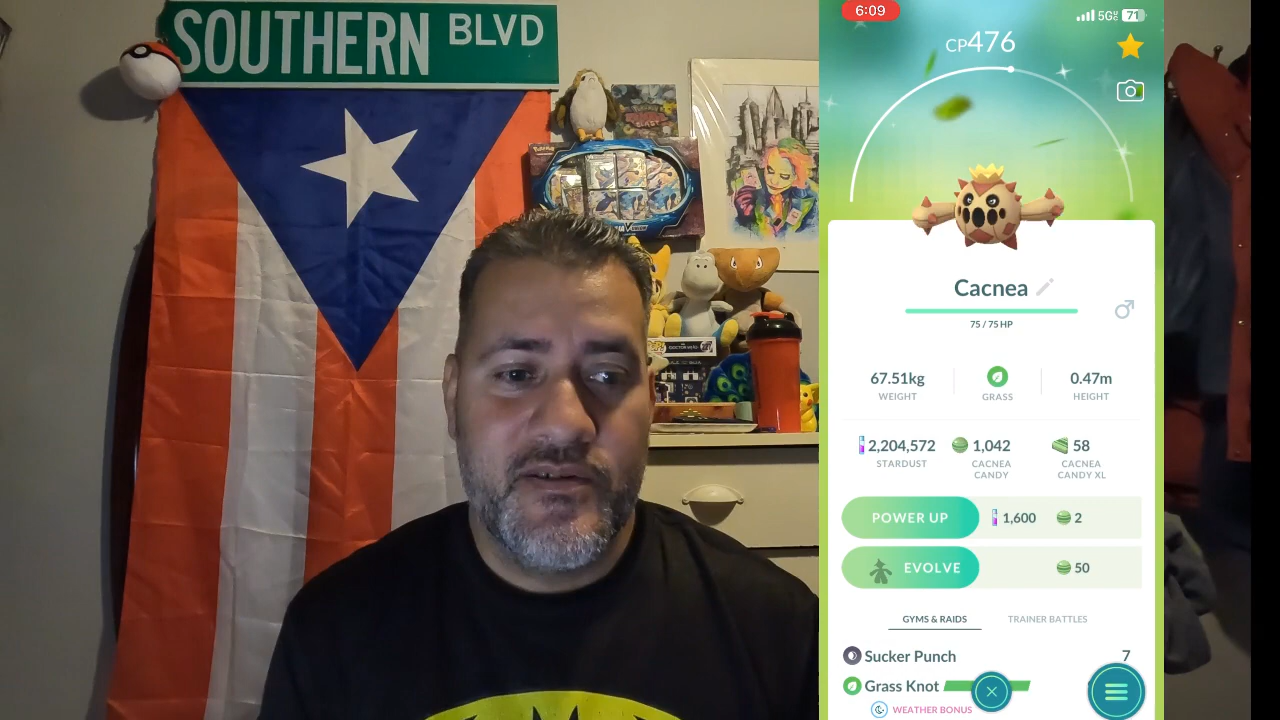 SOUTHERN BLVD
6:09
5G
71
CP476
Cacnea
75 / 75 HP
67.51kg
WEIGHT
GRASS
0.47m
HEIGHT
2,204,572
STARDUST
1,042
CACNEA
CANDY
58
CACNEA
CANDY XL
POWER UP
1,600
2
EVOLVE
50
GYMS & RAIDS
TRAINER BATTLES
Sucker Punch
7
Grass Knot
WEATHER BONUS